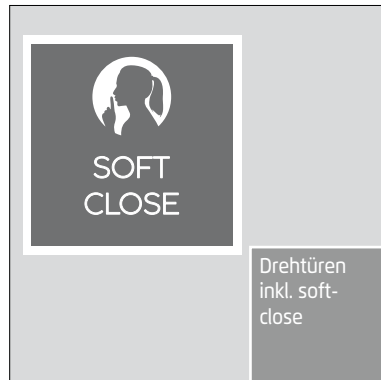 SOFT
CLOSE
Drehtüren
inkl. soft-
close